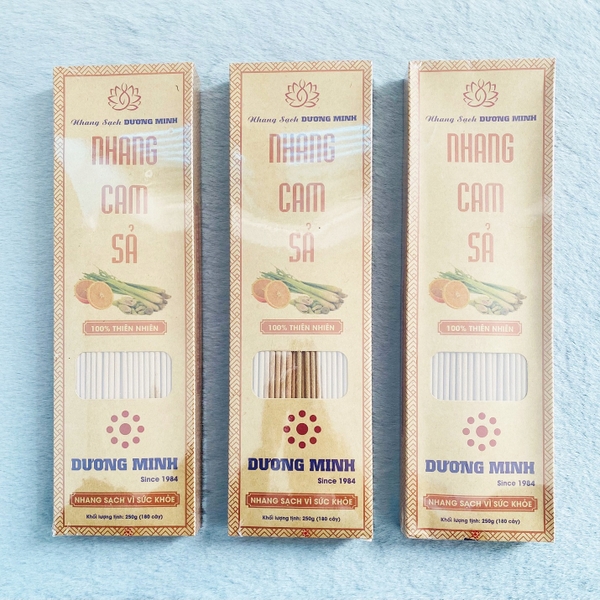 Nhang Sạch DƯƠNG MINH
NHANG
CAM
SẢ
100% THIÊN NHIÊN
DƯƠNG MINH
Since 1984
NHANG SẠCH VÌ SỨC KHỎE
Khối lượng tịnh: 250g (180 cây)
Nhang Sạch DƯƠNG MINH
NHANG
CAM
SẢ
100% THIÊN NHIÊN
DƯƠNG MINH
Since 1984
NHANG SẠCH VÌ SỨC KHỎE
Khối lượng tịnh: 250g (180 cây)
Nhang Sạch DƯƠNG MINH
NHANG
CAM
SẢ
100% THIÊN NHIÊN
DƯƠNG MINH
Since 1984
NHANG SẠCH VÌ SỨC KHỎE
Khối lượng tịnh: 250g (180 cây)